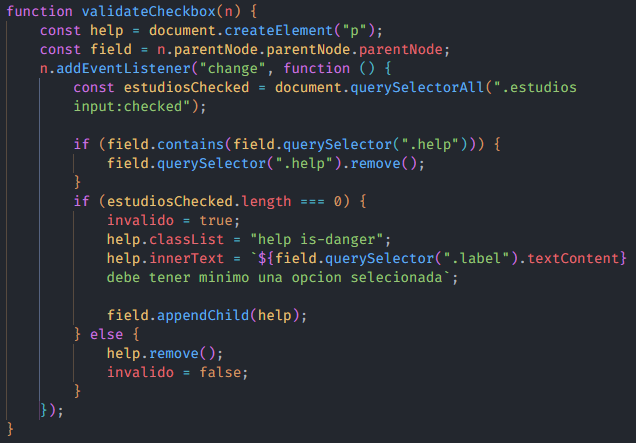 function validateCheckbox(n) {
    const help = document.createElement("p");
    const field = n.parentNode.parentNode.parentNode;
    n.addEventListener("change", function () {
        const estudiosChecked = document.querySelectorAll(".estudios
        input:checked");

        if (field.contains(field.querySelector(".help"))) {
            field.querySelector(".help").remove();
        }
        if (estudiosChecked.length === 0) {
            invalido = true;
            help.classList = "help is-danger";
            help.innerText = `${field.querySelector(".label").textContent}
            debe tener minimo una opcion selecionada`;

            field.appendChild(help);
        } else {
            help.remove();
            invalido = false;
        }
    });
}